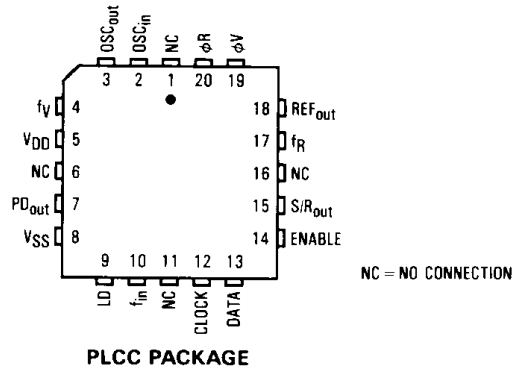 OSCout OSCin NC ϕR ϕV
3 2 1 20 19
fV 4 18 REFout
VDD 5 17 fR
NC 6 16 NC
PDout 7 15 S/Rout
VSS 8 14 ENABLE
9 10 11 12 13
LD fin NC CLOCK DATA
NC = NO CONNECTION
PLCC PACKAGE